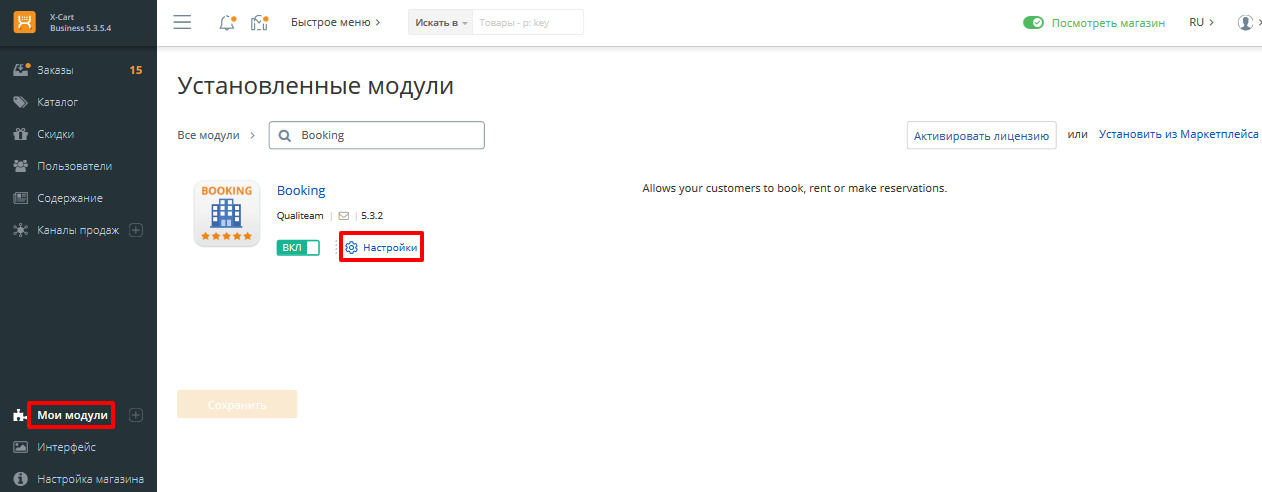 X-Cart
Business 5.3.5.4
Быстрое меню
Искать в
Товары - p: key
Посмотреть магазин
RU
Заказы 15
Каталог
Скидки
Пользователи
Содержание
Каналы продаж
Мои модули
Интерфейс
Настройка магазина
Установленные модули
Все модули
Booking
Активировать лицензию или Установить из Маркетплейса
BOOKING
Booking
Qualiteam | 5.3.2
ВКЛ
Настройки
Allows your customers to book, rent or make reservations.
Сохранить